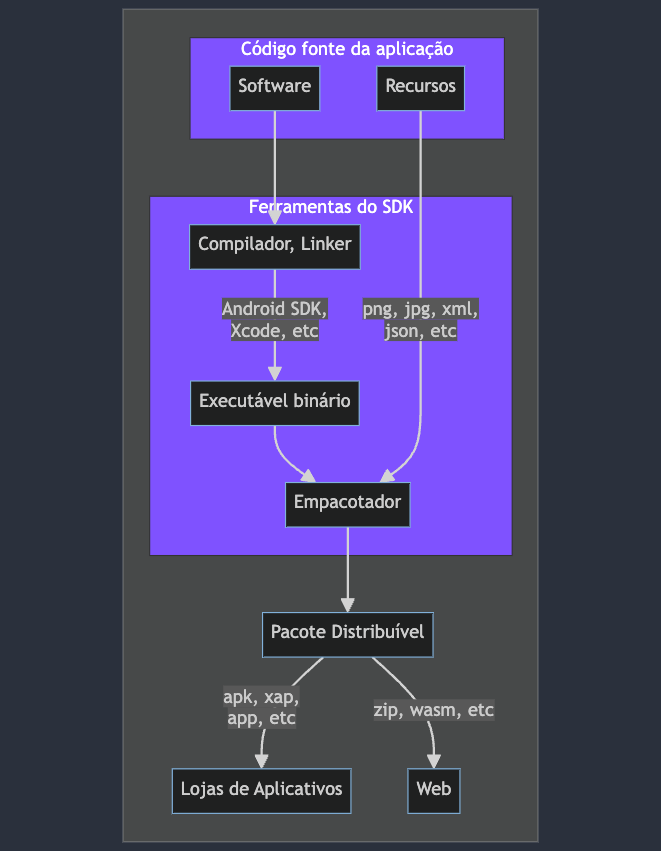 Código fonte da aplicação
Software
Recursos
Ferramentas do SDK
Compilador, Linker
Android SDK,
Xcode, etc
png, jpg, xml,
json, etc
Executável binário
Empacotador
Pacote Distribuível
apk, xap,
app, etc
zip, wasm, etc
Lojas de Aplicativos
Web